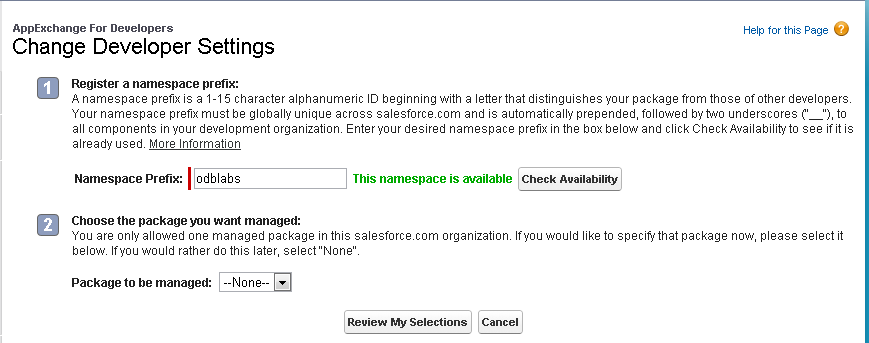 AppExchange For Developers
Help for this Page ?
Change Developer Settings
1 Register a namespace prefix:
A namespace prefix is a 1-15 character alphanumeric ID beginning with a letter that distinguishes your package from those of other developers.
Your namespace prefix must be globally unique across salesforce.com and is automatically prepended, followed by two underscores ("__"), to
all components in your development organization. Enter your desired namespace prefix in the box below and click Check Availability to see if it is
already used. More Information
Namespace Prefix: odblabs This namespace is available Check Availability
2 Choose the package you want managed:
You are only allowed one managed package in this salesforce.com organization. If you would like to specify that package now, please select it
below. If you would rather do this later, select "None".
Package to be managed: --None--
Review My Selections Cancel